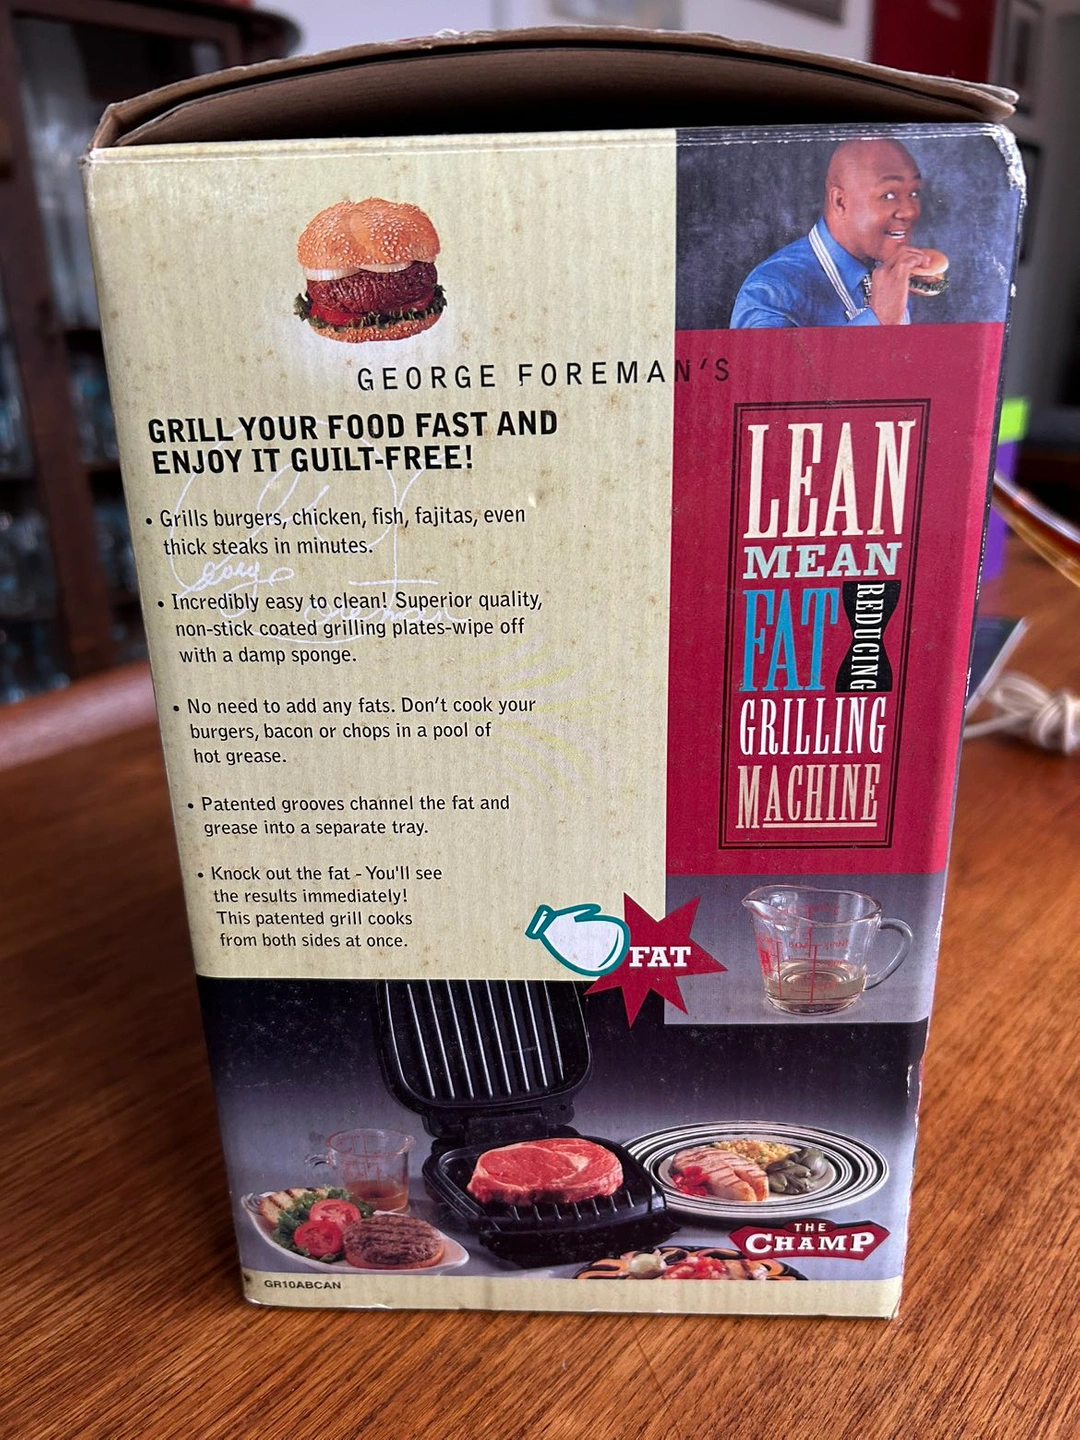 GEORGE FOREMAN'S
GRILL YOUR FOOD FAST AND
ENJOY IT GUILT-FREE!
• Grills burgers, chicken, fish, fajitas, even
thick steaks in minutes.
• Incredibly easy to clean! Superior quality,
non-stick coated grilling plates-wipe off
with a damp sponge.
• No need to add any fats. Don't cook your
burgers, bacon or chops in a pool of
hot grease.
• Patented grooves channel the fat and
grease into a separate tray.
• Knock out the fat - You'll see
the results immediately!
This patented grill cooks
from both sides at once.
LEAN
MEAN
FAT
REDUCING
GRILLING
MACHINE
FAT
THE
CHAMP
GR10ABCAN